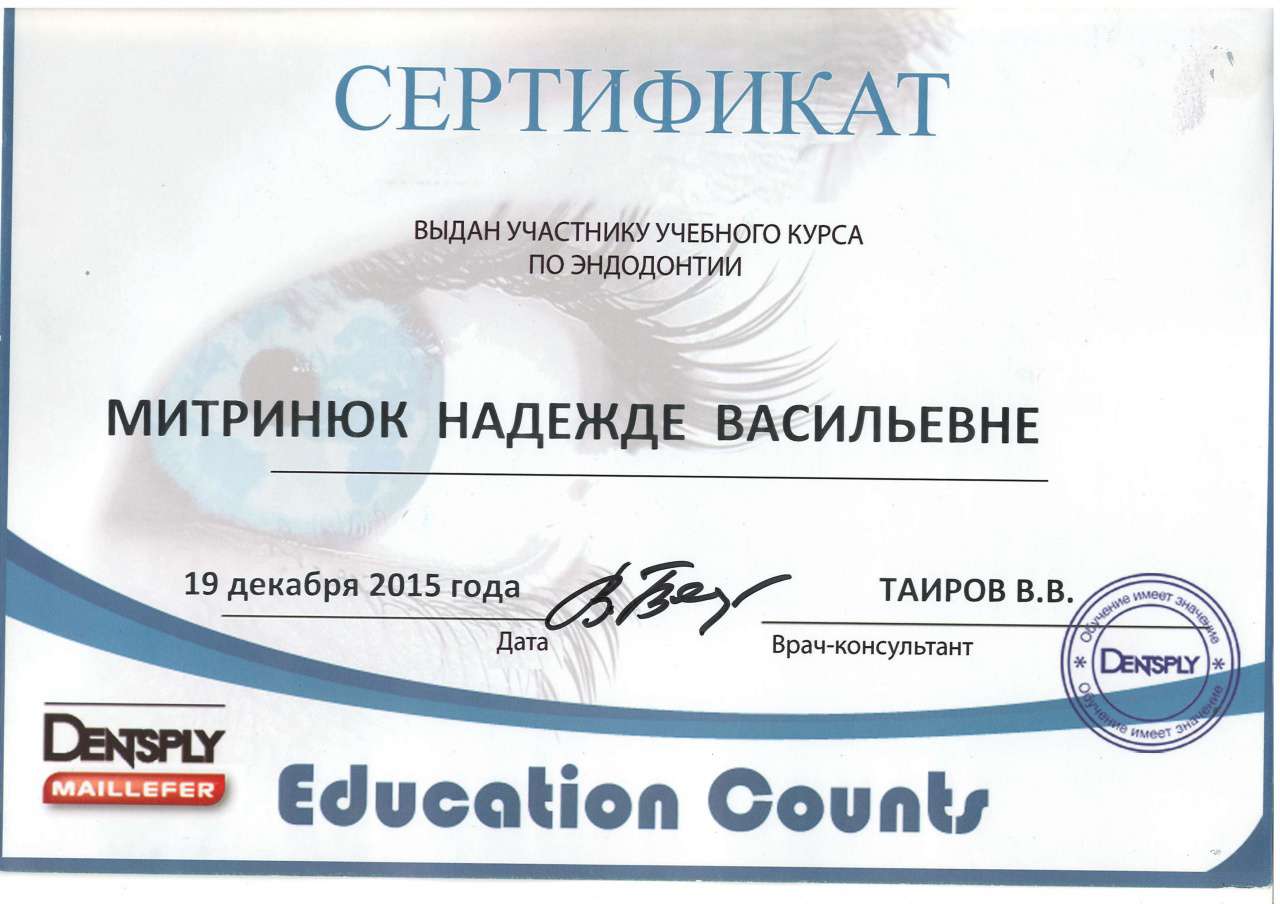 СЕРТИФИКАТ
ВЫДАН УЧАСТНИКУ УЧЕБНОГО КУРСА
ПО ЭНДОДОНТИИ
МИТРИНЮК НАДЕЖДЕ ВАСИЛЬЕВНЕ
19 декабря 2015 года
ТАИРОВ В.В.
Дата
Врач-консультант
Обучение имеет значение
DENTSPLY
Обучение имеет значение
DENTSPLY
MAILLEFER
Education Counts